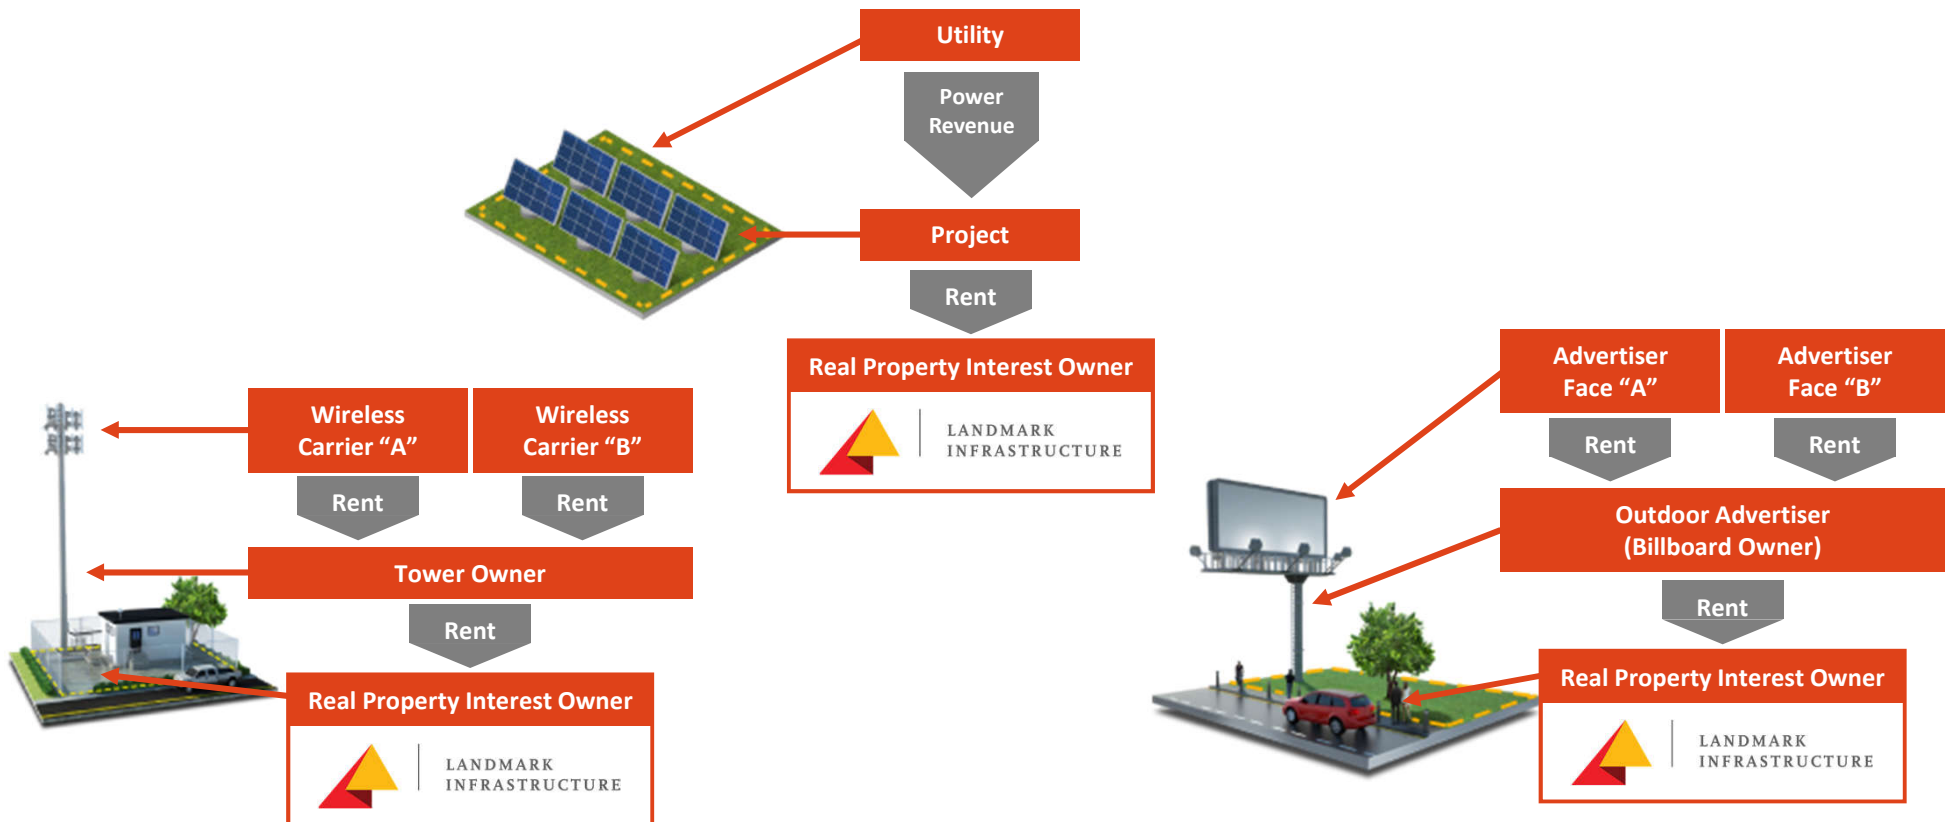 Utility
Power
Revenue
Project
Rent
Real Property Interest Owner
LANDMARK
INFRASTRUCTURE
Wireless
Carrier “A”
Wireless
Carrier “B”
Rent
Rent
Tower Owner
Rent
Real Property Interest Owner
LANDMARK
INFRASTRUCTURE
Advertiser
Face “A”
Advertiser
Face “B”
Rent
Rent
Outdoor Advertiser
(Billboard Owner)
Rent
Real Property Interest Owner
LANDMARK
INFRASTRUCTURE